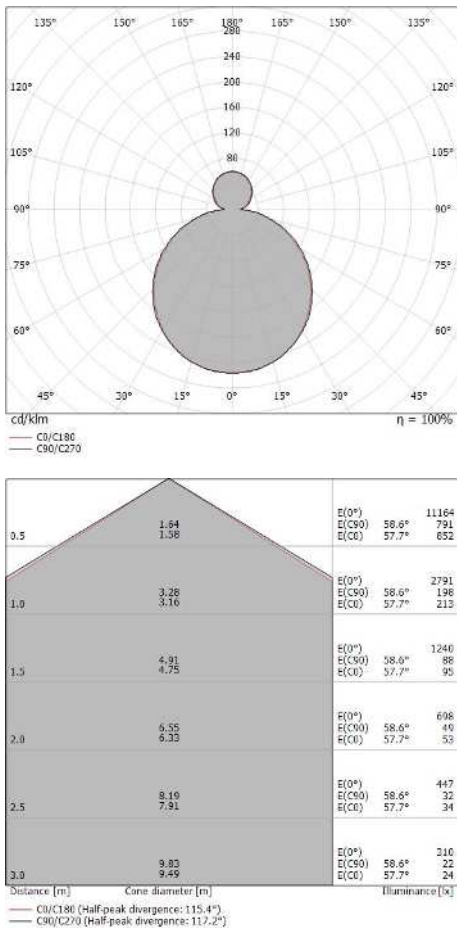 135° 150° 165° 180° 165° 150° 135°
280
240
120° 200 120°
160
105° 120 105°
80
90° 90°
75° 75°
60° 60°
45° 30° 15° 0° 15° 30° 45°
cd/klm η = 100%
C0/C180
C90/C270
0.5 1.64 1.58 E(0°) 11164
E(C90) 58.6° 791
E(C0) 57.7° 852
1.0 3.28 3.16 E(0°) 2791
E(C90) 58.6° 198
E(C0) 57.7° 213
1.5 4.91 4.75 E(0°) 1240
E(C90) 58.6° 88
E(C0) 57.7° 95
2.0 6.55 6.33 E(0°) 698
E(C90) 58.6° 49
E(C0) 57.7° 53
2.5 8.19 7.91 E(0°) 447
E(C90) 58.6° 32
E(C0) 57.7° 34
3.0 9.83 9.49 E(0°) 310
E(C90) 58.6° 22
E(C0) 57.7° 24
Distance [m] Cone diameter [m] Illuminance [lx]
C0/C180 (Half-peak divergence: 115.4°)
C90/C270 (Half-peak divergence: 117.2°)